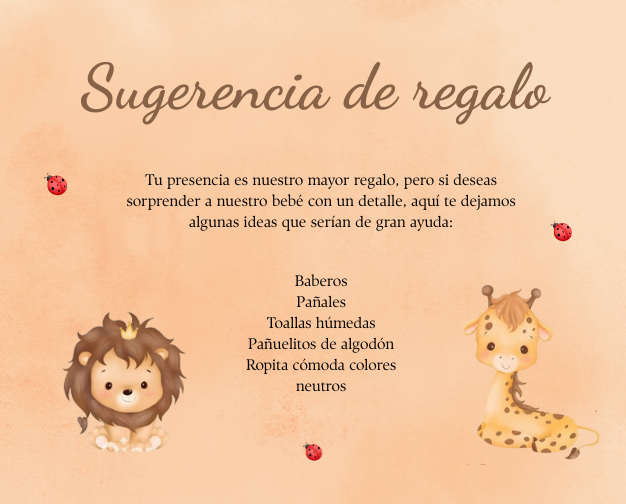 Sugerencia de regalo
Tu presencia es nuestro mayor regalo, pero si deseas
sorprender a nuestro bebé con un detalle, aquí te dejamos
algunas ideas que serían de gran ayuda:
Baberos
Pañales
Toallas húmedas
Pañuelitos de algodón
Ropita cómoda colores
neutros